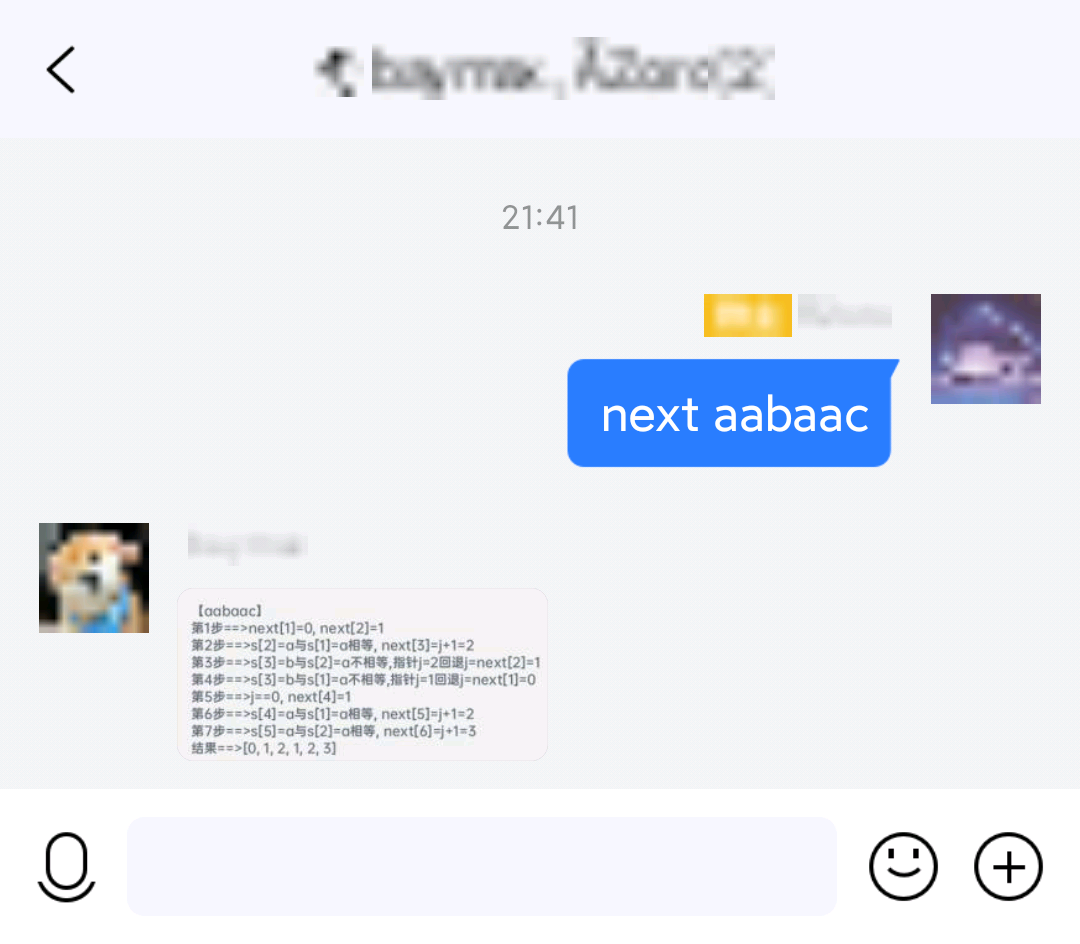 21:41
next aabaac
【aabaac】
第1步==>next[1]=0, next[2]=1
第2步==>s[2]=a与s[1]=a相等, next[3]=j+1=2
第3步==>s[3]=b与s[2]=a不相等,指针j=2回退j=next[2]=1
第4步==>s[3]=b与s[1]=a不相等,指针j=1回退j=next[1]=0
第5步==>j==0, next[4]=1
第6步==>s[4]=a与s[1]=a相等, next[5]=j+1=2
第7步==>s[5]=a与s[2]=a相等, next[6]=j+1=3
结果==>[0, 1, 2, 1, 2, 3]